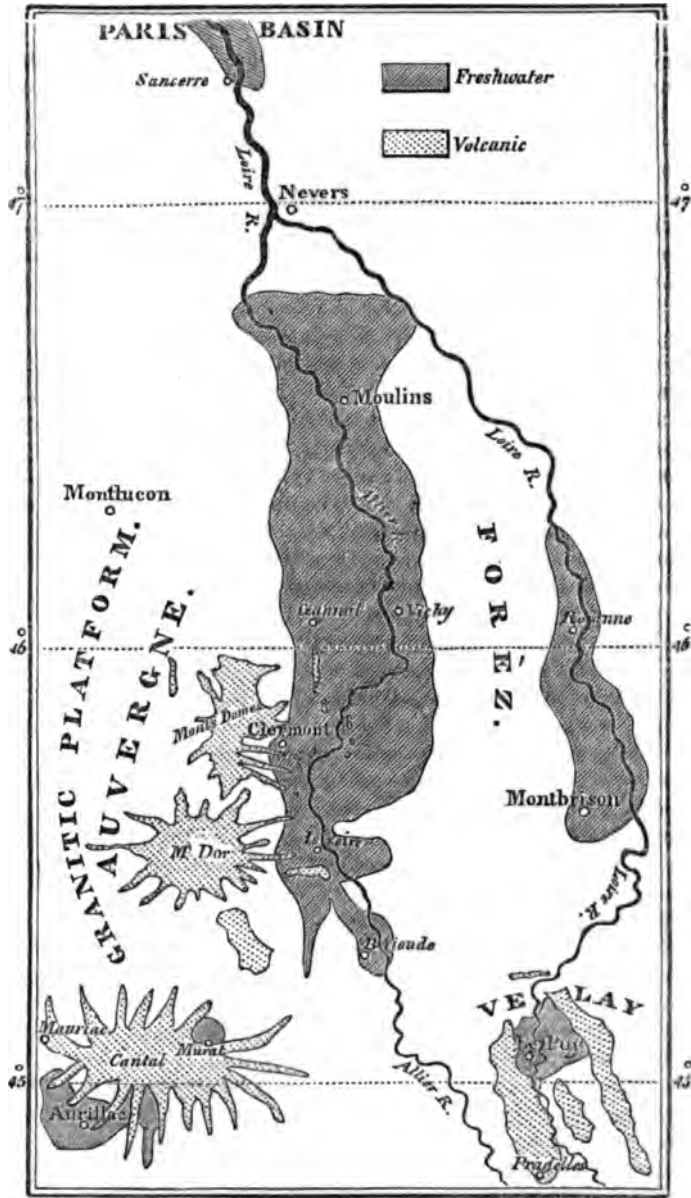 PARIS BASIN
Sancerre
Freshwater
Volcanic
Loire R.
47°
Nevers
47°
Moulins
Loire R.
Allier R.
Montlucon
FOREZ.
GRANITIC PLATFORM.
AUVERGNE.
Gannat
Vichy
Roanne
46°
46°
Monts Domes
Clermont
Montbrison
Mt Dor
Issoire
Loire R.
Brioude
VELAY
Mauriac
Cantal
Murat
Le Puy
45°
45°
Allier R.
Aurillac
Pradelles